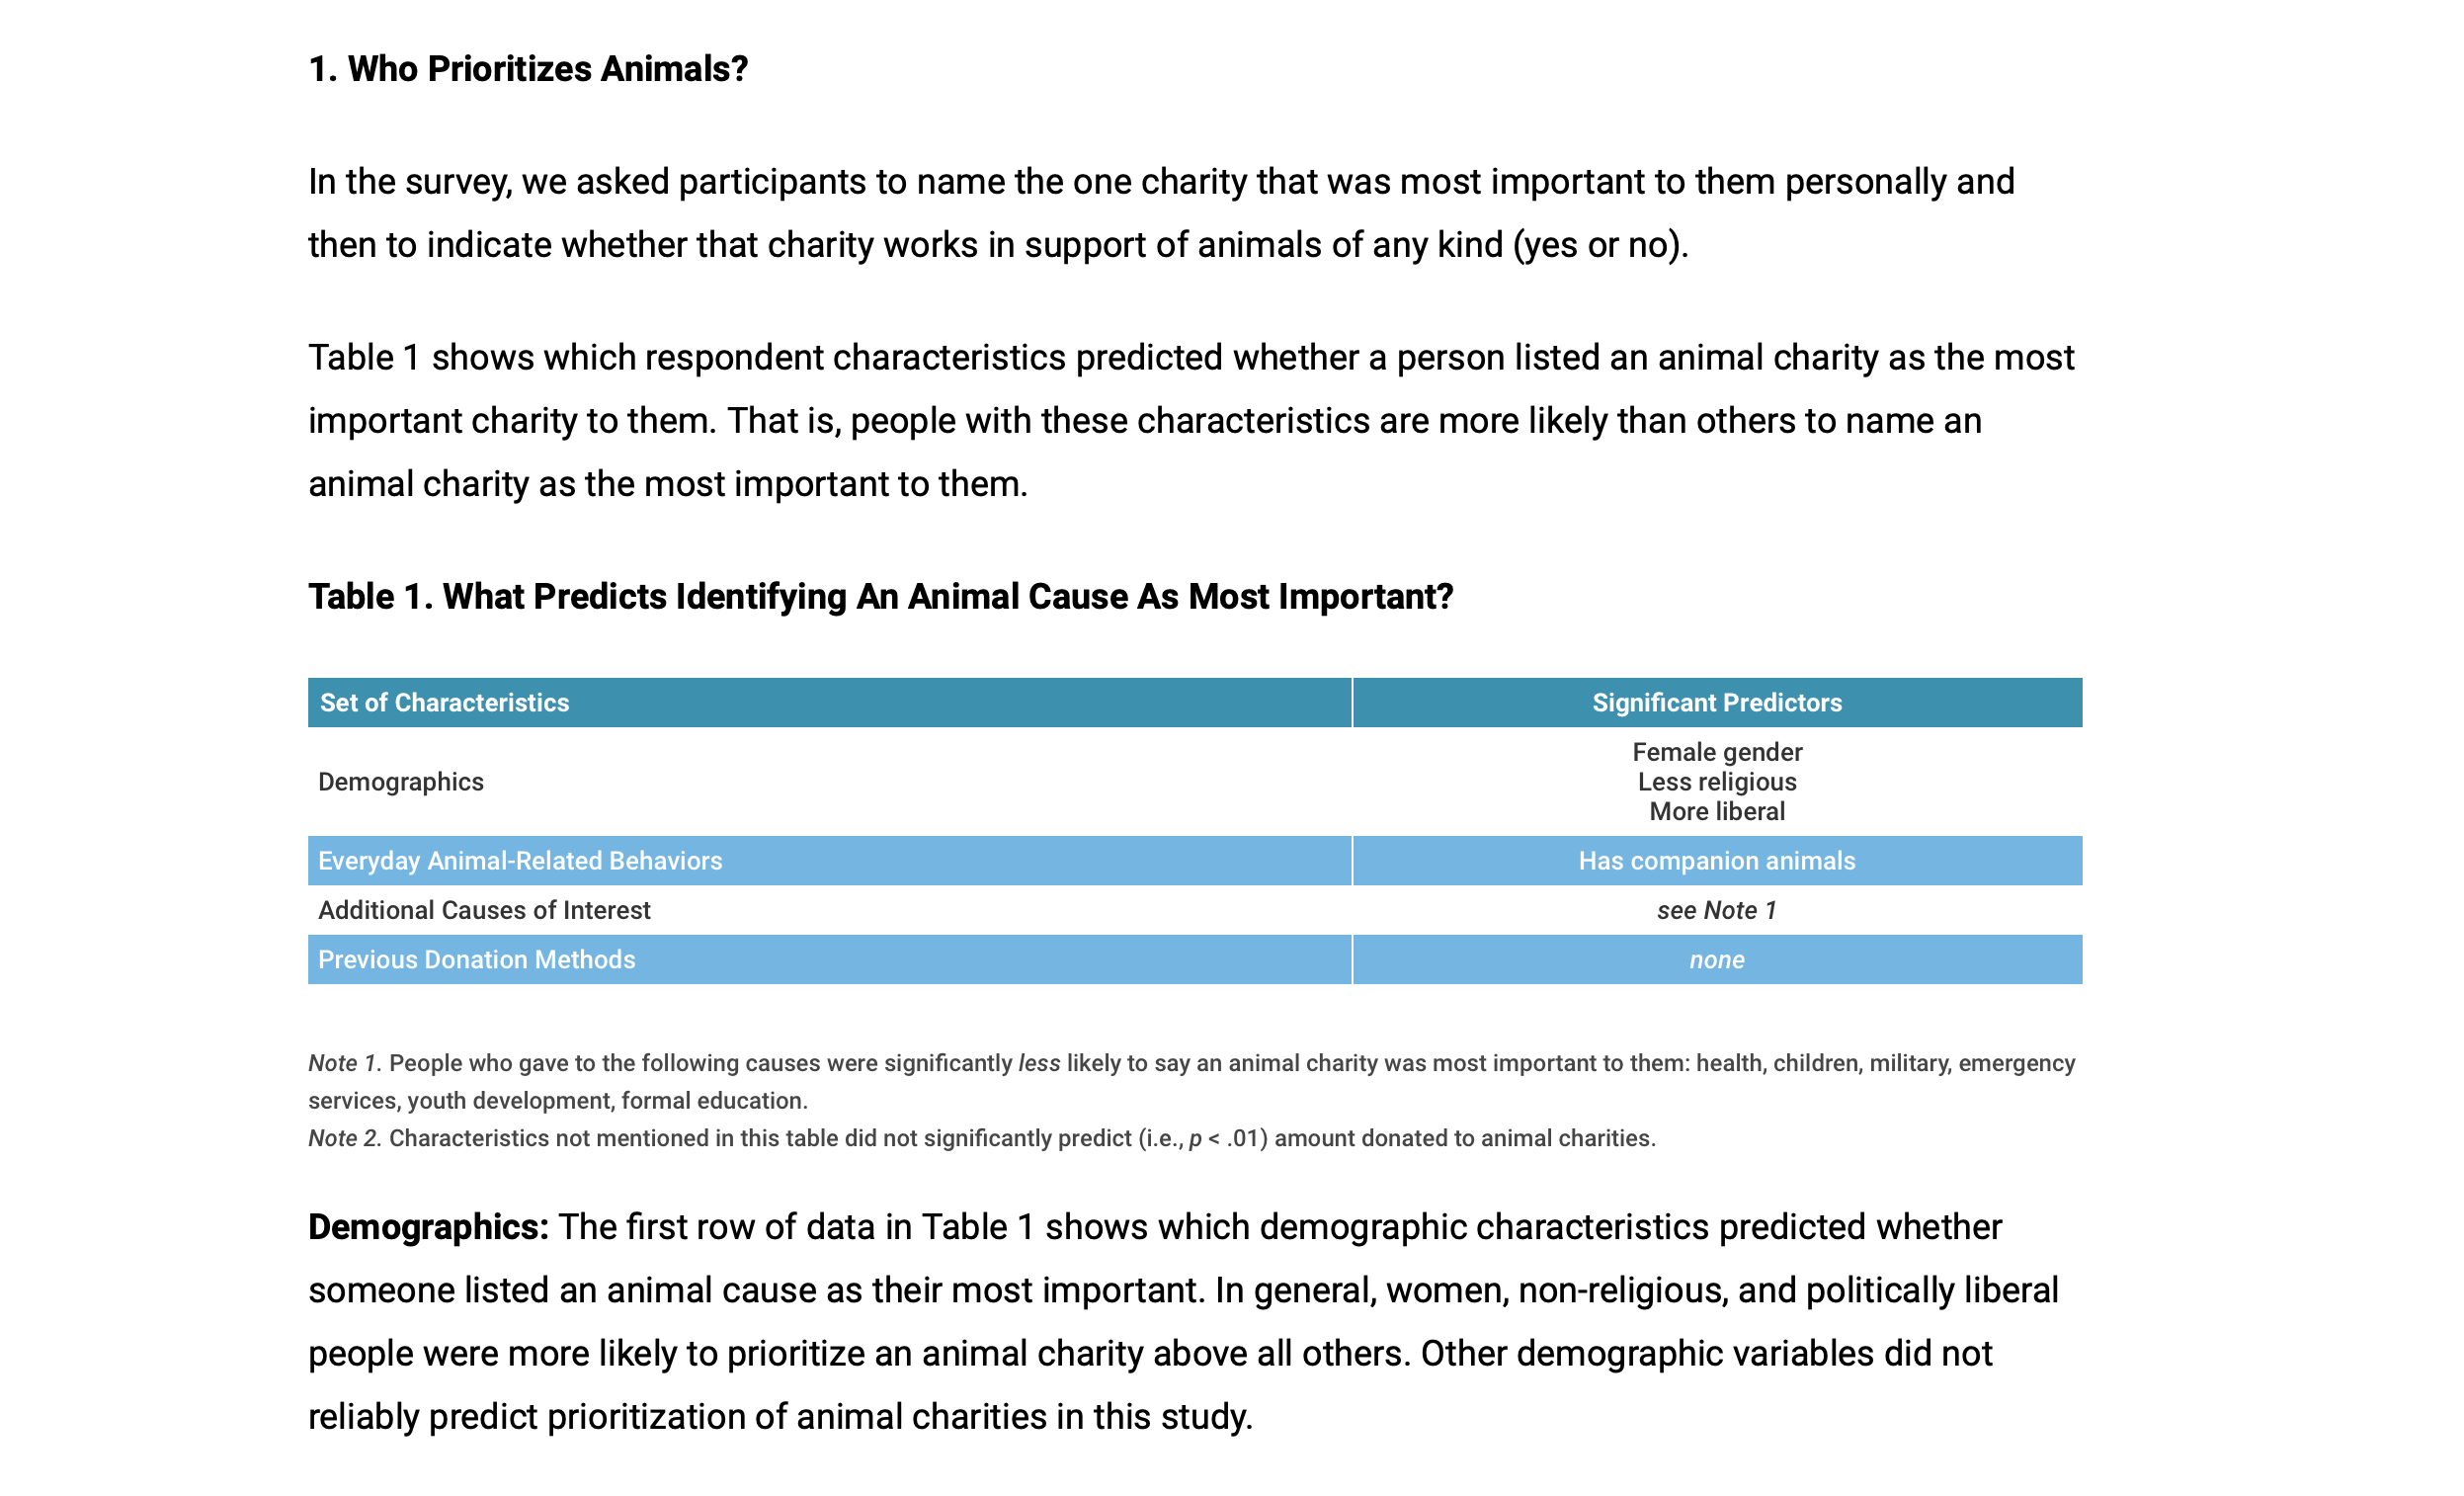 1. Who Prioritizes Animals?
In the survey, we asked participants to name the one charity that was most important to them personally and
then to indicate whether that charity works in support of animals of any kind (yes or no).
Table 1 shows which respondent characteristics predicted whether a person listed an animal charity as the most
important charity to them. That is, people with these characteristics are more likely than others to name an
animal charity as the most important to them.
Table 1. What Predicts Identifying An Animal Cause As Most Important?
Set of Characteristics Significant Predictors
Female gender
Demographics Less religious
More liberal
Everyday Animal-Related Behaviors Has companion animals
Additional Causes of Interest see Note 1
Previous Donation Methods none
Note 1. People who gave to the following causes were significantly less likely to say an animal charity was most important to them: health, children, military, emergency
services, youth development, formal education.
Note 2. Characteristics not mentioned in this table did not significantly predict (i.e., p < .01) amount donated to animal charities.
Demographics: The first row of data in Table 1 shows which demographic characteristics predicted whether
someone listed an animal cause as their most important. In general, women, non-religious, and politically liberal
people were more likely to prioritize an animal charity above all others. Other demographic variables did not
reliably predict prioritization of animal charities in this study.